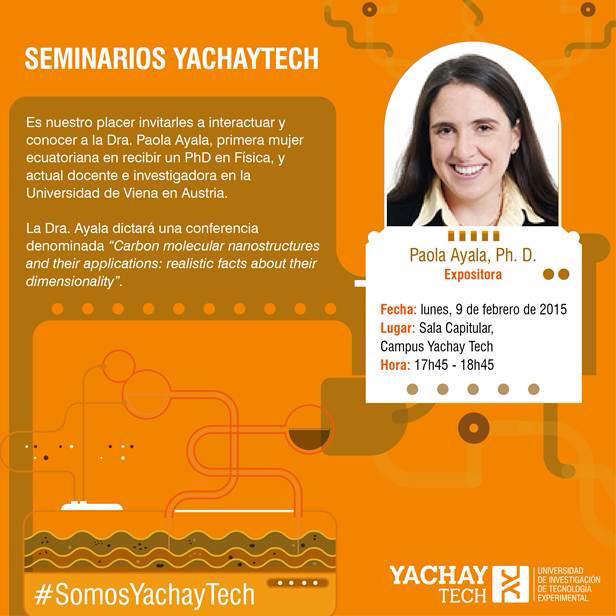 SEMINARIOS YACHAYTECH
Es nuestro placer invitarles a interactuar y
conocer a la Dra. Paola Ayala, primera mujer
ecuatoriana en recibir un PhD en Física, y
actual docente e investigadora en la
Universidad de Viena en Austria.
La Dra. Ayala dictará una conferencia
denominada “Carbon molecular nanostructures
and their applications: realistic facts about their
dimensionality”.
Paola Ayala, Ph. D.
Expositora
Fecha: lunes, 9 de febrero de 2015
Lugar: Sala Capitular,
Campus Yachay Tech
Hora: 17h45 - 18h45
#SomosYachayTech
YACHAY
TECH
UNIVERSIDAD
DE INVESTIGACIÓN
DE TECNOLOGÍA
EXPERIMENTAL